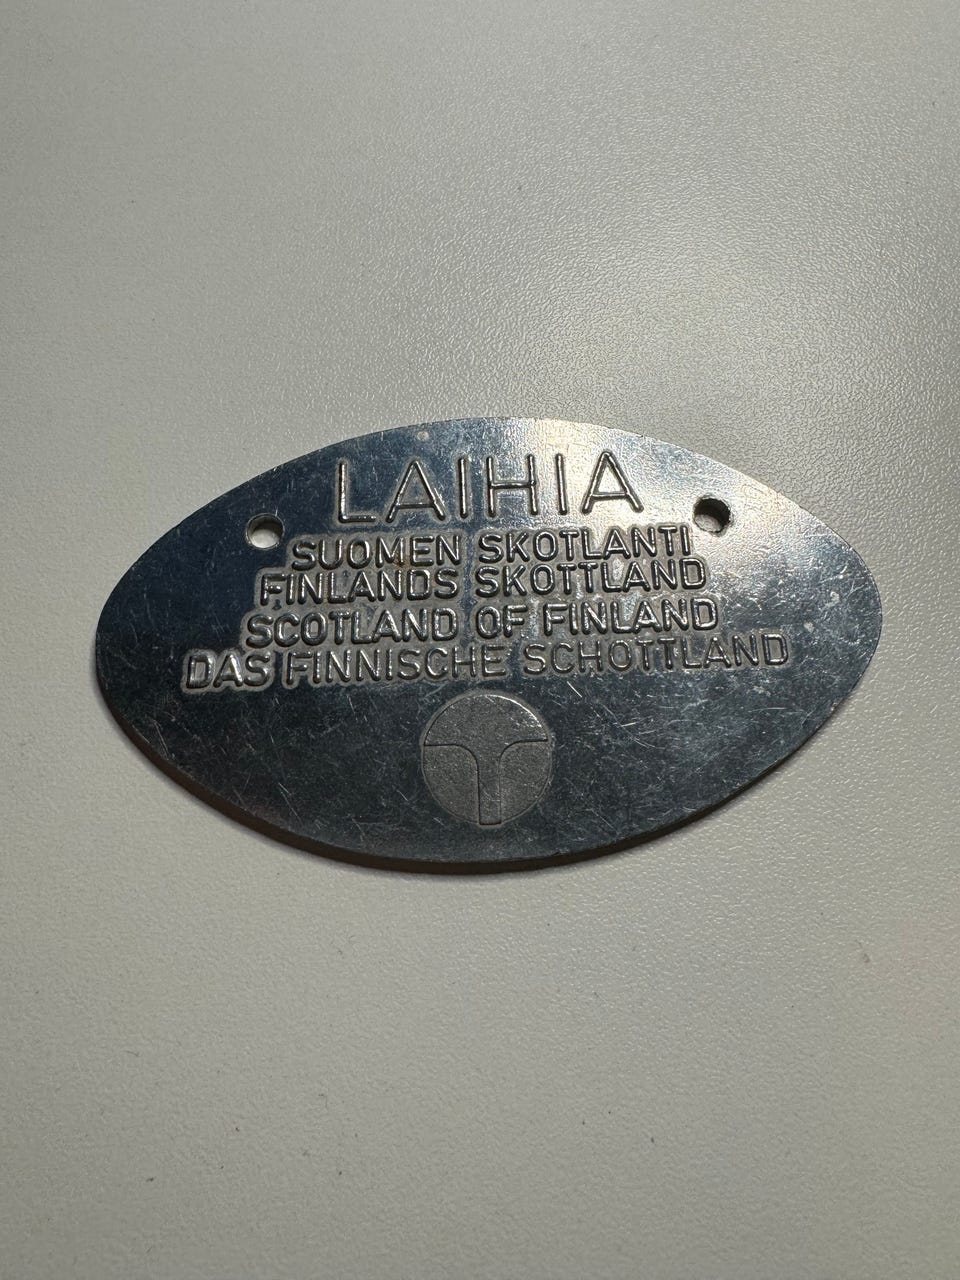 LAIHIA
SUOMEN SKOTLANTI
FINLANDS SKOTTLAND
SCOTLAND OF FINLAND
DAS FINNISCHE SCHOTTLAND